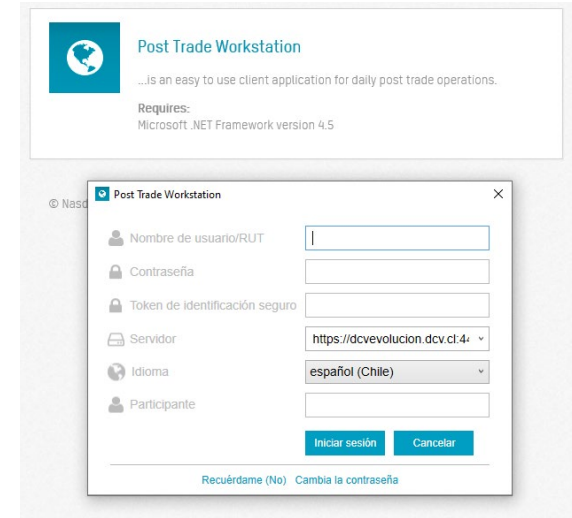 Post Trade Workstation
...is an easy to use client application for daily post trade operations.
Requires:
Microsoft .NET Framework version 4.5
© Nasd
Post Trade Workstation
Nombre de usuario/RUT
Contraseña
Token de identificación seguro
Servidor
https://dcvevolucion.dcv.cl:44
Idioma
español (Chile)
Participante
Iniciar sesión Cancelar
Recuérdame (No) Cambia la contraseña